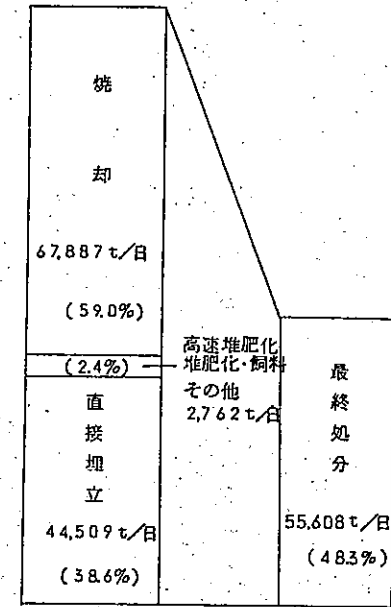 焼
却
67,887t/日
(59.0%)
(2.4%)
高速堆肥化
堆肥化・飼料
その他
2,762t/日
直
接
埋
立
44,509t/日
(38.6%)
最
終
処
分
55,608t/日
(48.3%)